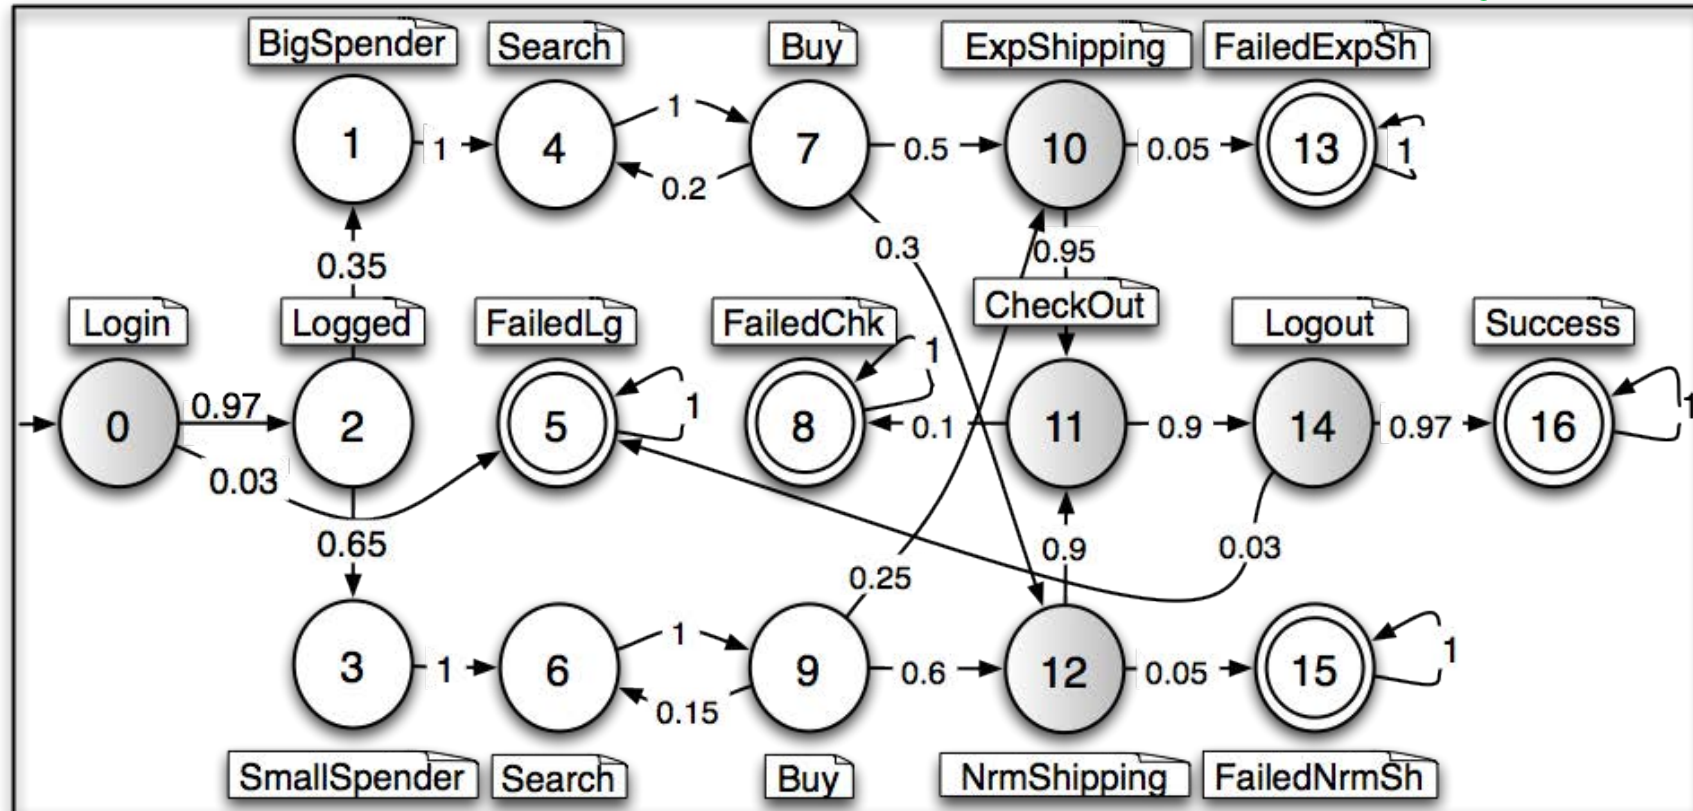 BigSpender Search Buy ExpShipping FailedExpSh
1 1 4 1 0.2 7 0.5 10 0.05 13 1
0.35 0.3 0.95
Login Logged FailedLg FailedChk CheckOut Logout Success
0 0.97 2 5 1 8 1 0.1 11 0.9 14 0.97 16 1
0.03
0.65 0.25 0.9 0.03
3 1 6 1 0.15 9 0.6 12 0.05 15 1
SmallSpender Search Buy NrmShipping FailedNrmSh